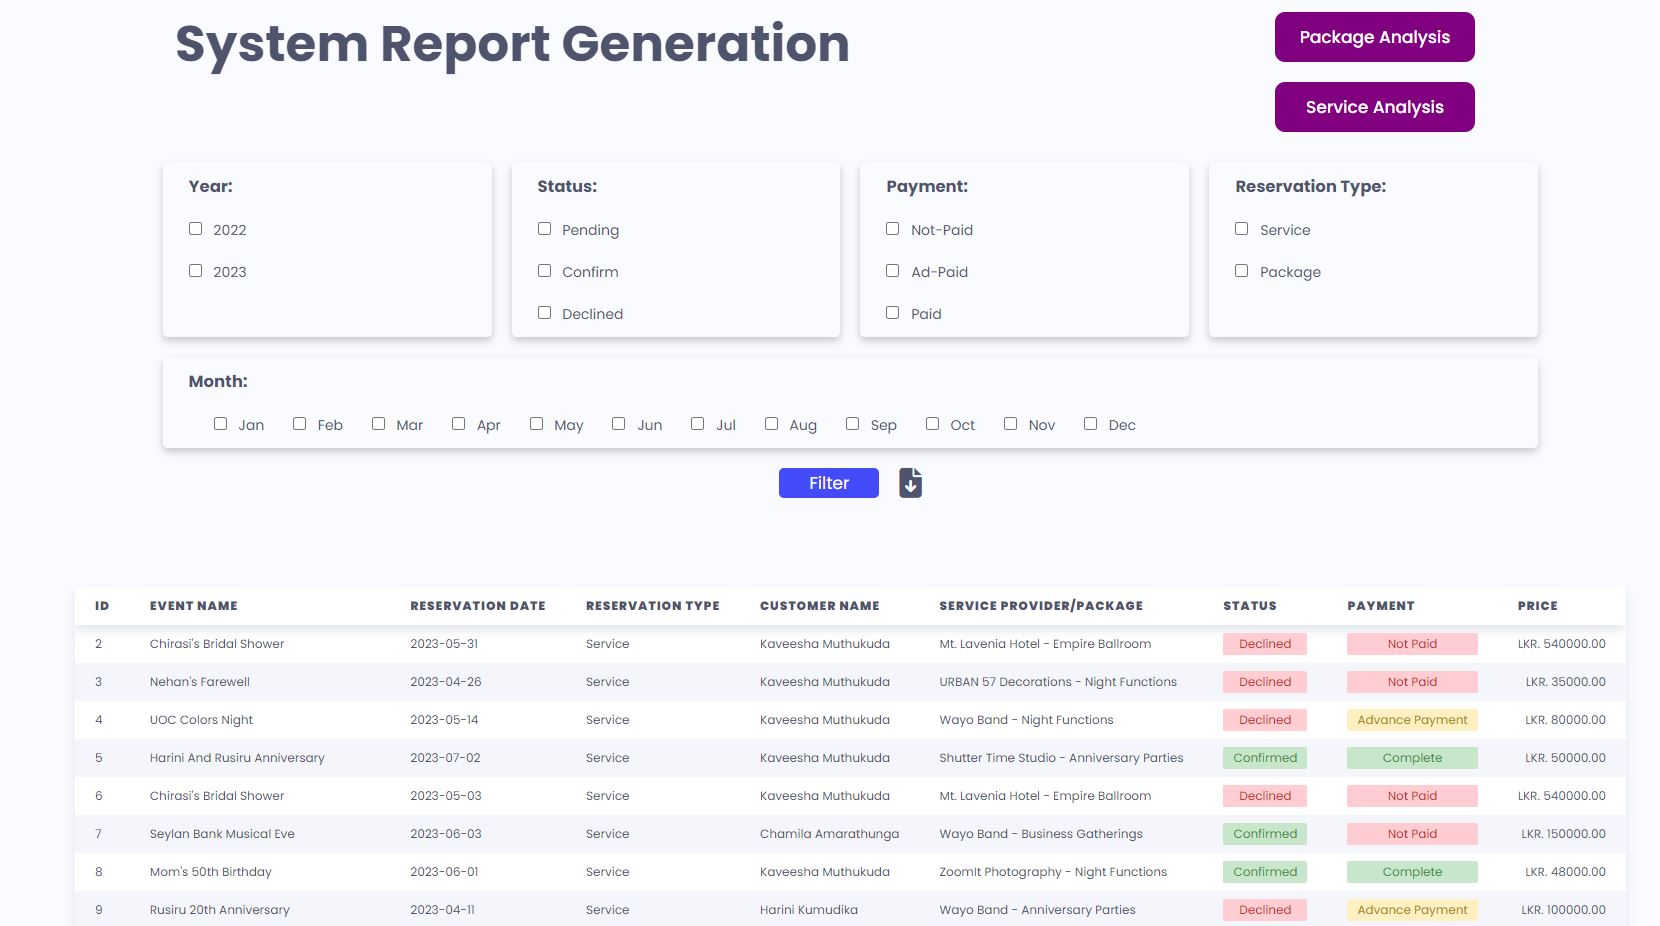 System Report Generation
Package Analysis
Service Analysis
Year:
2022
2023
Status:
Pending
Confirm
Declined
Payment:
Not-Paid
Ad-Paid
Paid
Reservation Type:
Service
Package
Month:
Jan Feb Mar Apr May Jun Jul Aug Sep Oct Nov Dec
Filter
ID EVENT NAME RESERVATION DATE RESERVATION TYPE CUSTOMER NAME SERVICE PROVIDER/PACKAGE STATUS PAYMENT PRICE
2 Chirasi's Bridal Shower 2023-05-31 Service Kaveesha Muthukuda Mt. Lavenia Hotel - Empire Ballroom Declined Not Paid LKR. 540000.00
3 Nehan's Farewell 2023-04-26 Service Kaveesha Muthukuda URBAN 57 Decorations - Night Functions Declined Not Paid LKR. 35000.00
4 UOC Colors Night 2023-05-14 Service Kaveesha Muthukuda Wayo Band - Night Functions Declined Advance Payment LKR. 80000.00
5 Harini And Rusiru Anniversary 2023-07-02 Service Kaveesha Muthukuda Shutter Time Studio - Anniversary Parties Confirmed Complete LKR. 50000.00
6 Chirasi's Bridal Shower 2023-05-03 Service Kaveesha Muthukuda Mt. Lavenia Hotel - Empire Ballroom Declined Not Paid LKR. 540000.00
7 Seylan Bank Musical Eve 2023-06-03 Service Chamila Amarathunga Wayo Band - Business Gatherings Confirmed Not Paid LKR. 150000.00
8 Mom's 50th Birthday 2023-06-01 Service Kaveesha Muthukuda ZoomIt Photography - Night Functions Confirmed Complete LKR. 48000.00
9 Rusiru 20th Anniversary 2023-04-11 Service Harini Kumudika Wayo Band - Anniversary Parties Declined Advance Payment LKR. 100000.00